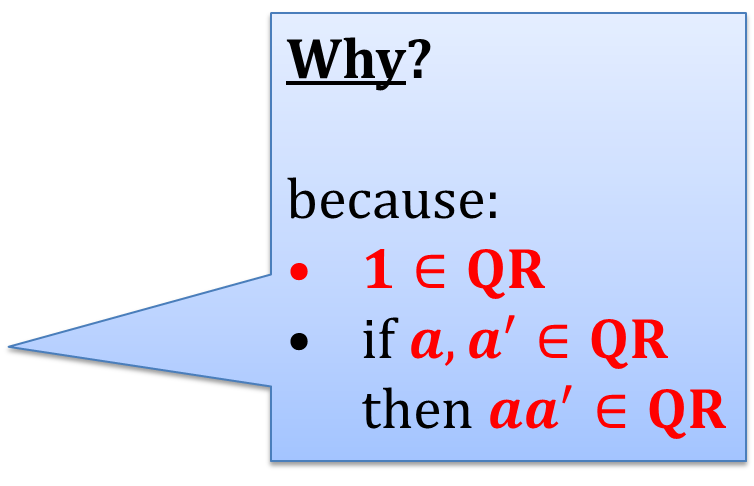 Why?
because:
• 1 ∈ QR
• if a, a′ ∈ QR
then aa′ ∈ QR